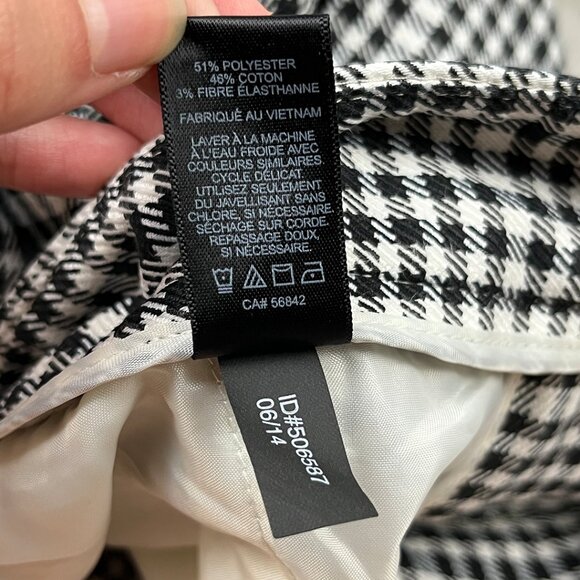 51% POLYESTER
46% COTON
3% FIBRE ÉLASTHANNE
FABRIQUÉ AU VIETNAM
LAVER À LA MACHINE
À L'EAU FROIDE AVEC
COULEURS SIMILAIRES.
CYCLE DÉLICAT.
UTILISEZ SEULEMENT
DU JAVELLISANT SANS
CHLORE, SI NÉCESSAIRE.
SÉCHAGE SUR CORDE.
REPASSAGE DOUX,
SI NÉCESSAIRE.
CA# 56842
ID#506587
06/14